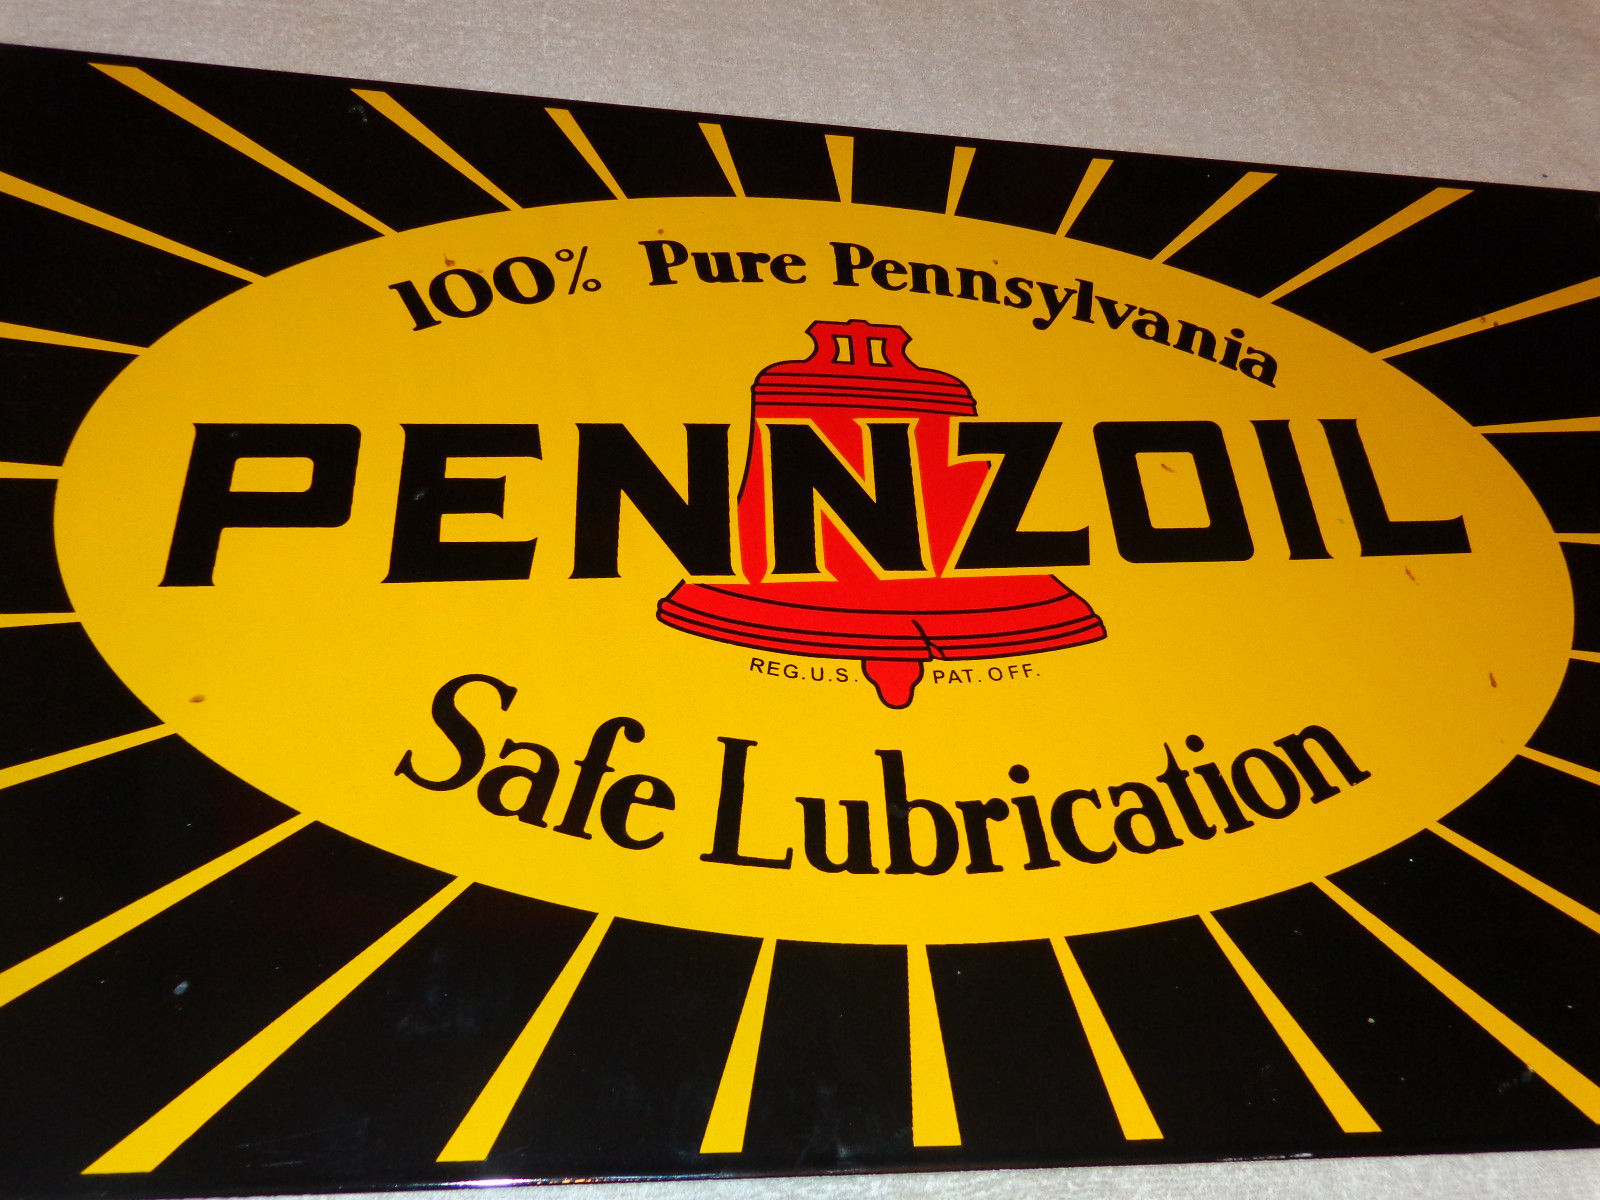 100% Pure Pennsylvania
PENNZOIL
REG. U.S. PAT. OFF.
Safe Lubrication